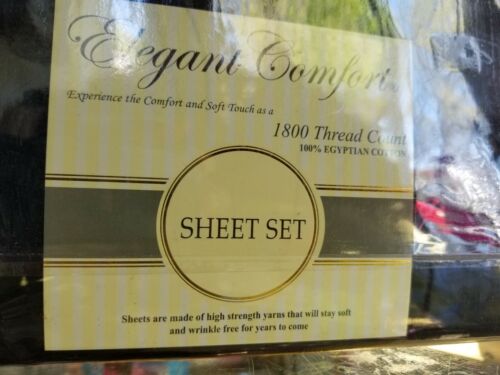 Elegant Comfort
Experience the Comfort and Soft Touch as a
1800 Thread Count
100% EGYPTIAN COTTON
SHEET SET
Sheets are made of high strength yarns that will stay soft
and wrinkle free for years to come